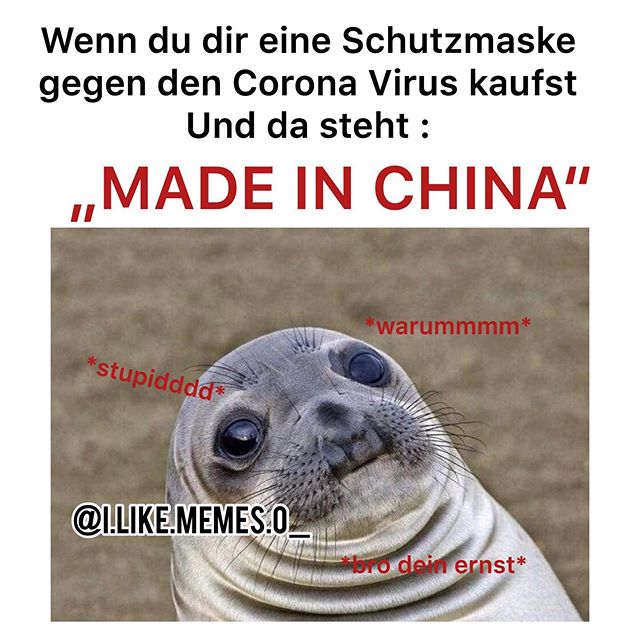 Wenn du dir eine Schutzmaske
gegen den Corona Virus kaufst
Und da steht :
„MADE IN CHINA“
*warummmm*
*stupidddd*
@I.LIKE.MEMES.O_
*bro dein ernst*